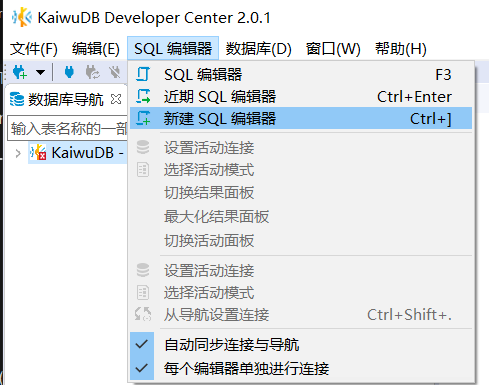 KaiwuDB Developer Center 2.0.1
文件(F) 编辑(E) SQL 编辑器 数据库(D) 窗口(W) 帮助(H)
数据库导航
输入表名称的一部
KaiwuDB -
SQL 编辑器 F3
近期 SQL 编辑器 Ctrl+Enter
新建 SQL 编辑器 Ctrl+]
设置活动连接
选择活动模式
切换结果面板
最大化结果面板
切换活动面板
设置活动连接
选择活动模式
从导航设置连接 Ctrl+Shift+.
自动同步连接与导航
每个编辑器单独进行连接